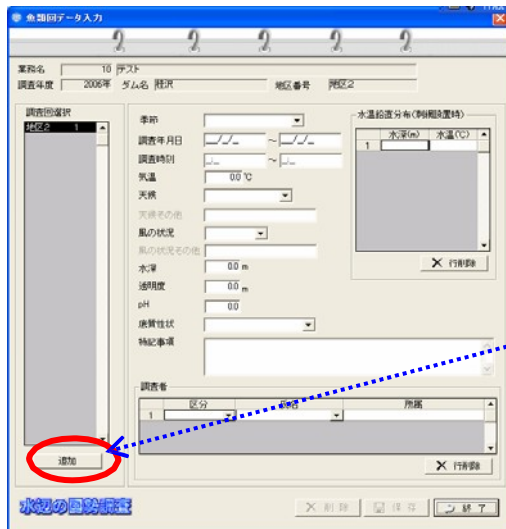 魚類回データ入力
業務名 10 テスト
調査年度 2006年 ダム名 桂沢 地区番号 地区2
調査回選択
地区2 1
追加
季節
調査年月日 __/_/_ ～ __/_/_
調査時刻 _:_ ～ _:_
気温 0.0 ℃
天候
天候その他
風の状況
風の状況その他
水深 0.0 m
透明度 0.0 m
pH 0.0
底質性状
特記事項
水温鉛直分布(刺網設置時)
水深(m) 水温(℃)
1
行削除
調査者
区分 所属
1
行削除
水辺の国勢調査
削除 保存 終了